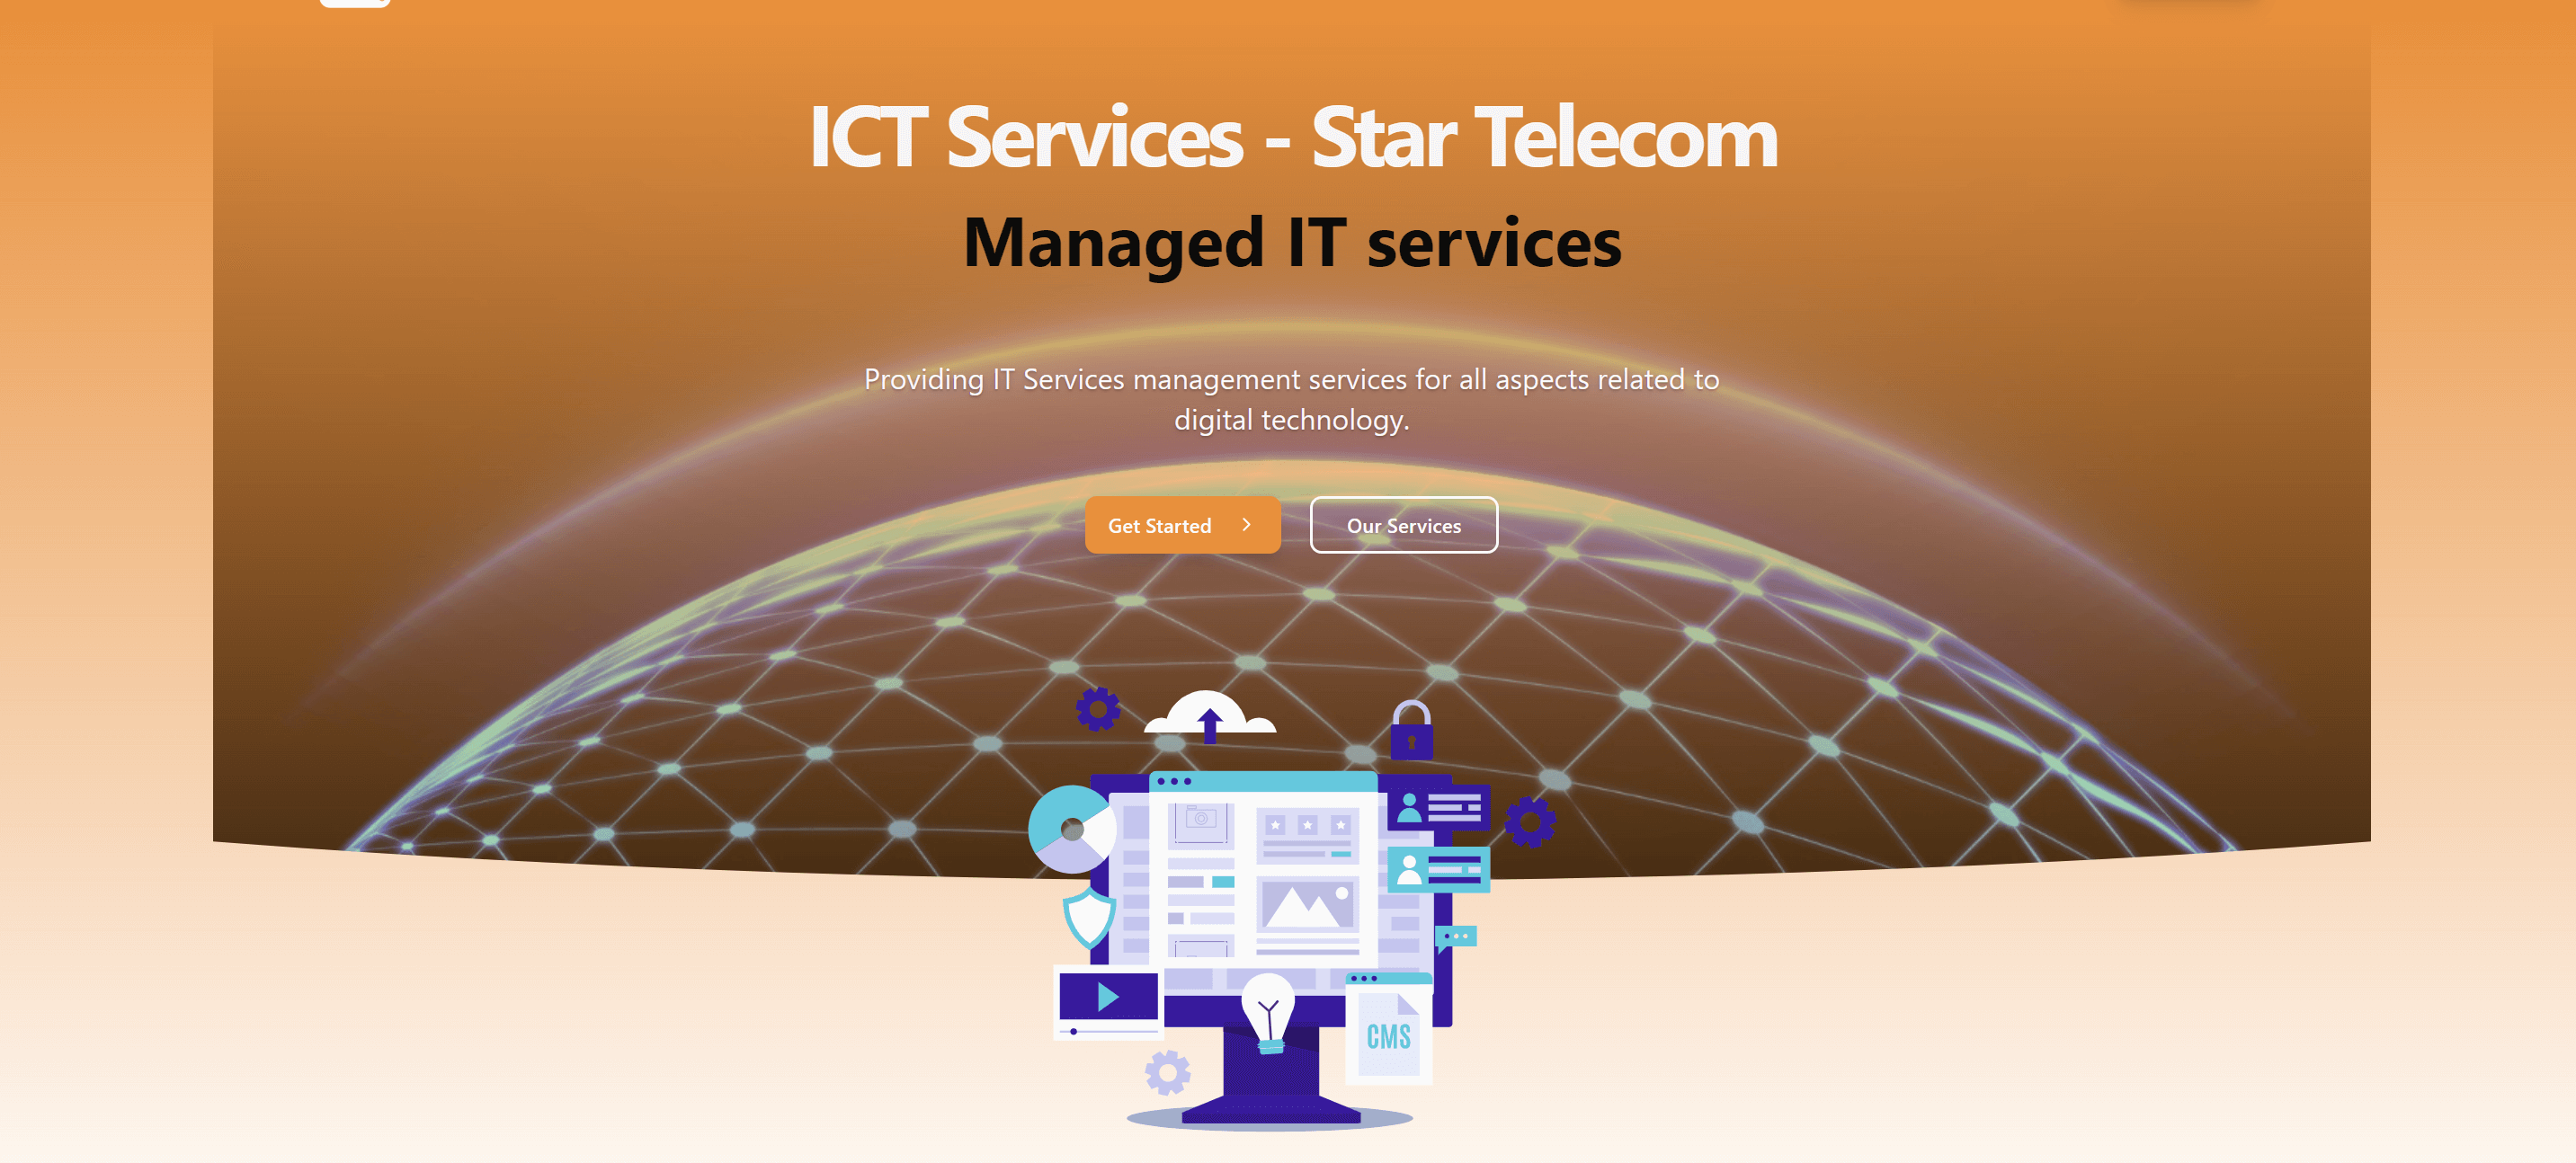 ICT Services - Star Telecom
Managed IT services
Providing IT Services management services for all aspects related to
digital technology.
Get Started
Our Services
CMS